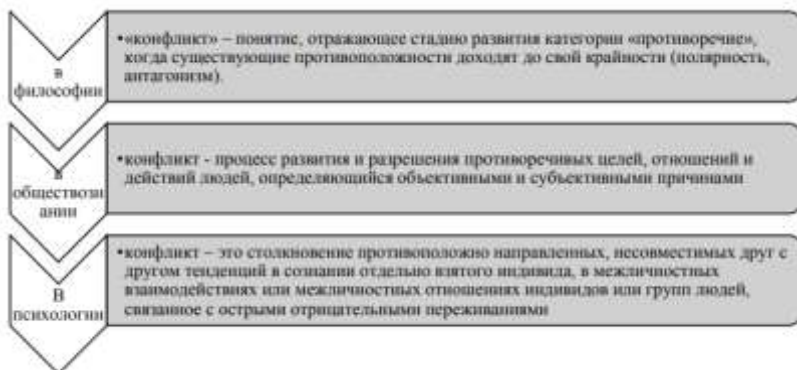 в
философии
•«конфликт» – понятие, отражающее стадию развития категории «противоречие»,
когда существующие противоположности доходят до свой крайности (полярность,
антагонизм).
в
обществозн
ании
•конфликт - процесс развития и разрешения противоречивых целей, отношений и
действий людей, определяющийся объективными и субъективными причинами
В
психологии
•конфликт – это столкновение противоположно направленных, несовместимых друг с
другом тенденций в сознании отдельно взятого индивида, в межличностных
взаимодействиях или межличностных отношениях индивидов или групп людей,
связанное с острыми отрицательными переживаниями